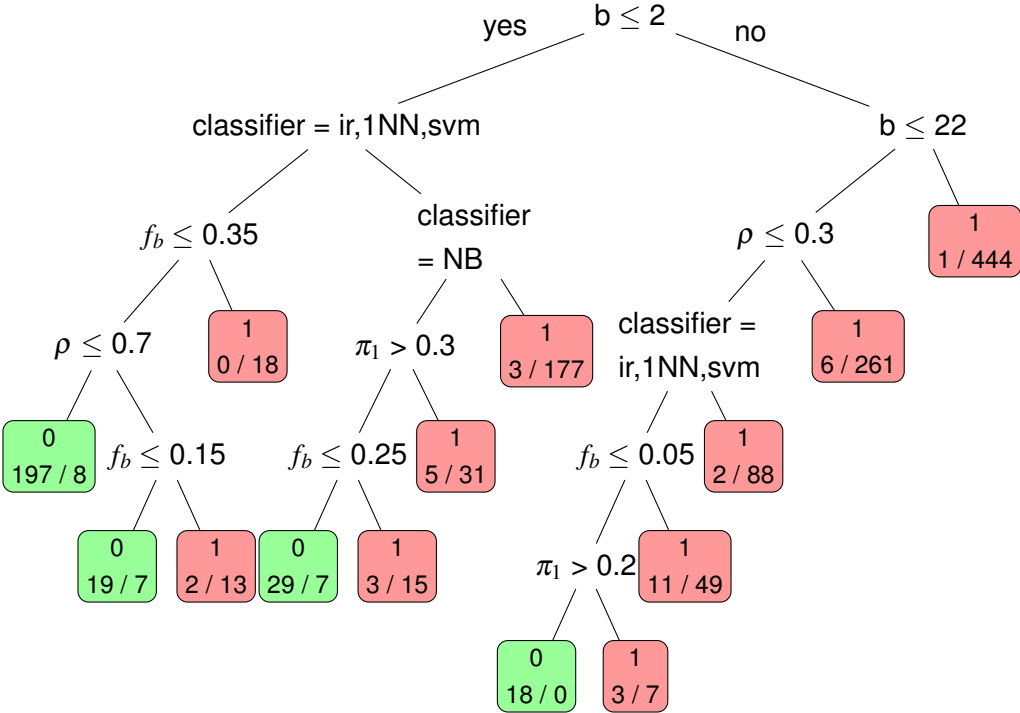 b ≤ 2
yes
no
classifier = ir,1NN,svm
b ≤ 22
f_b ≤ 0.35
classifier
= NB
ρ ≤ 0.3
1
1 / 444
ρ ≤ 0.7
1
0 / 18
π₁ > 0.3
1
3 / 177
classifier =
ir,1NN,svm
1
6 / 261
0
197 / 8
f_b ≤ 0.15
f_b ≤ 0.25
1
5 / 31
f_b ≤ 0.05
1
2 / 88
0
19 / 7
1
2 / 13
0
29 / 7
1
3 / 15
π₁ > 0.2
1
11 / 49
0
18 / 0
1
3 / 7